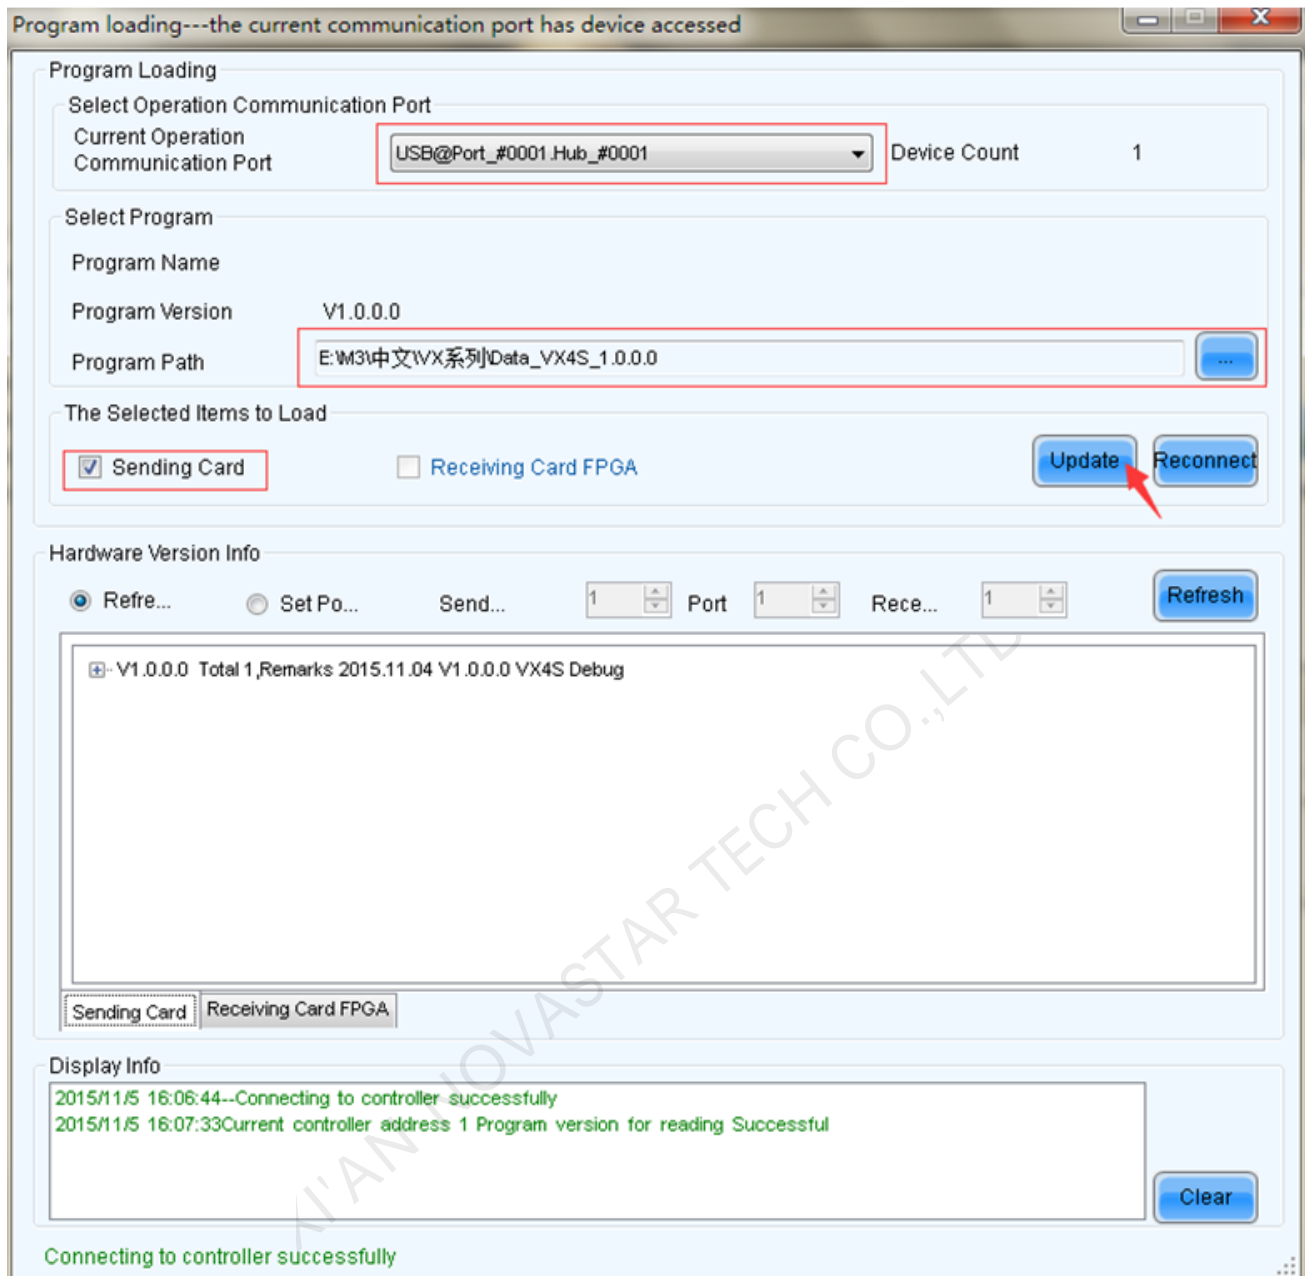 Program loading---the current communication port has device accessed
Program Loading
Select Operation Communication Port
Current Operation
Communication Port
USB@Port_#0001.Hub_#0001
Device Count 1
Select Program
Program Name
Program Version V1.0.0.0
Program Path E:\M3\中文\VX系列\Data_VX4S_1.0.0.0 ...
The Selected Items to Load
Sending Card Receiving Card FPGA Update Reconnect
Hardware Version Info
Refre... Set Po... Send... 1 Port 1 Rece... 1 Refresh
V1.0.0.0 Total 1,Remarks 2015.11.04 V1.0.0.0 VX4S Debug
Sending Card Receiving Card FPGA
Display Info
2015/11/5 16:06:44--Connecting to controller successfully
2015/11/5 16:07:33Current controller address 1 Program version for reading Successful
Clear
Connecting to controller successfully
XI'AN NOVASTAR TECH CO.,LTD